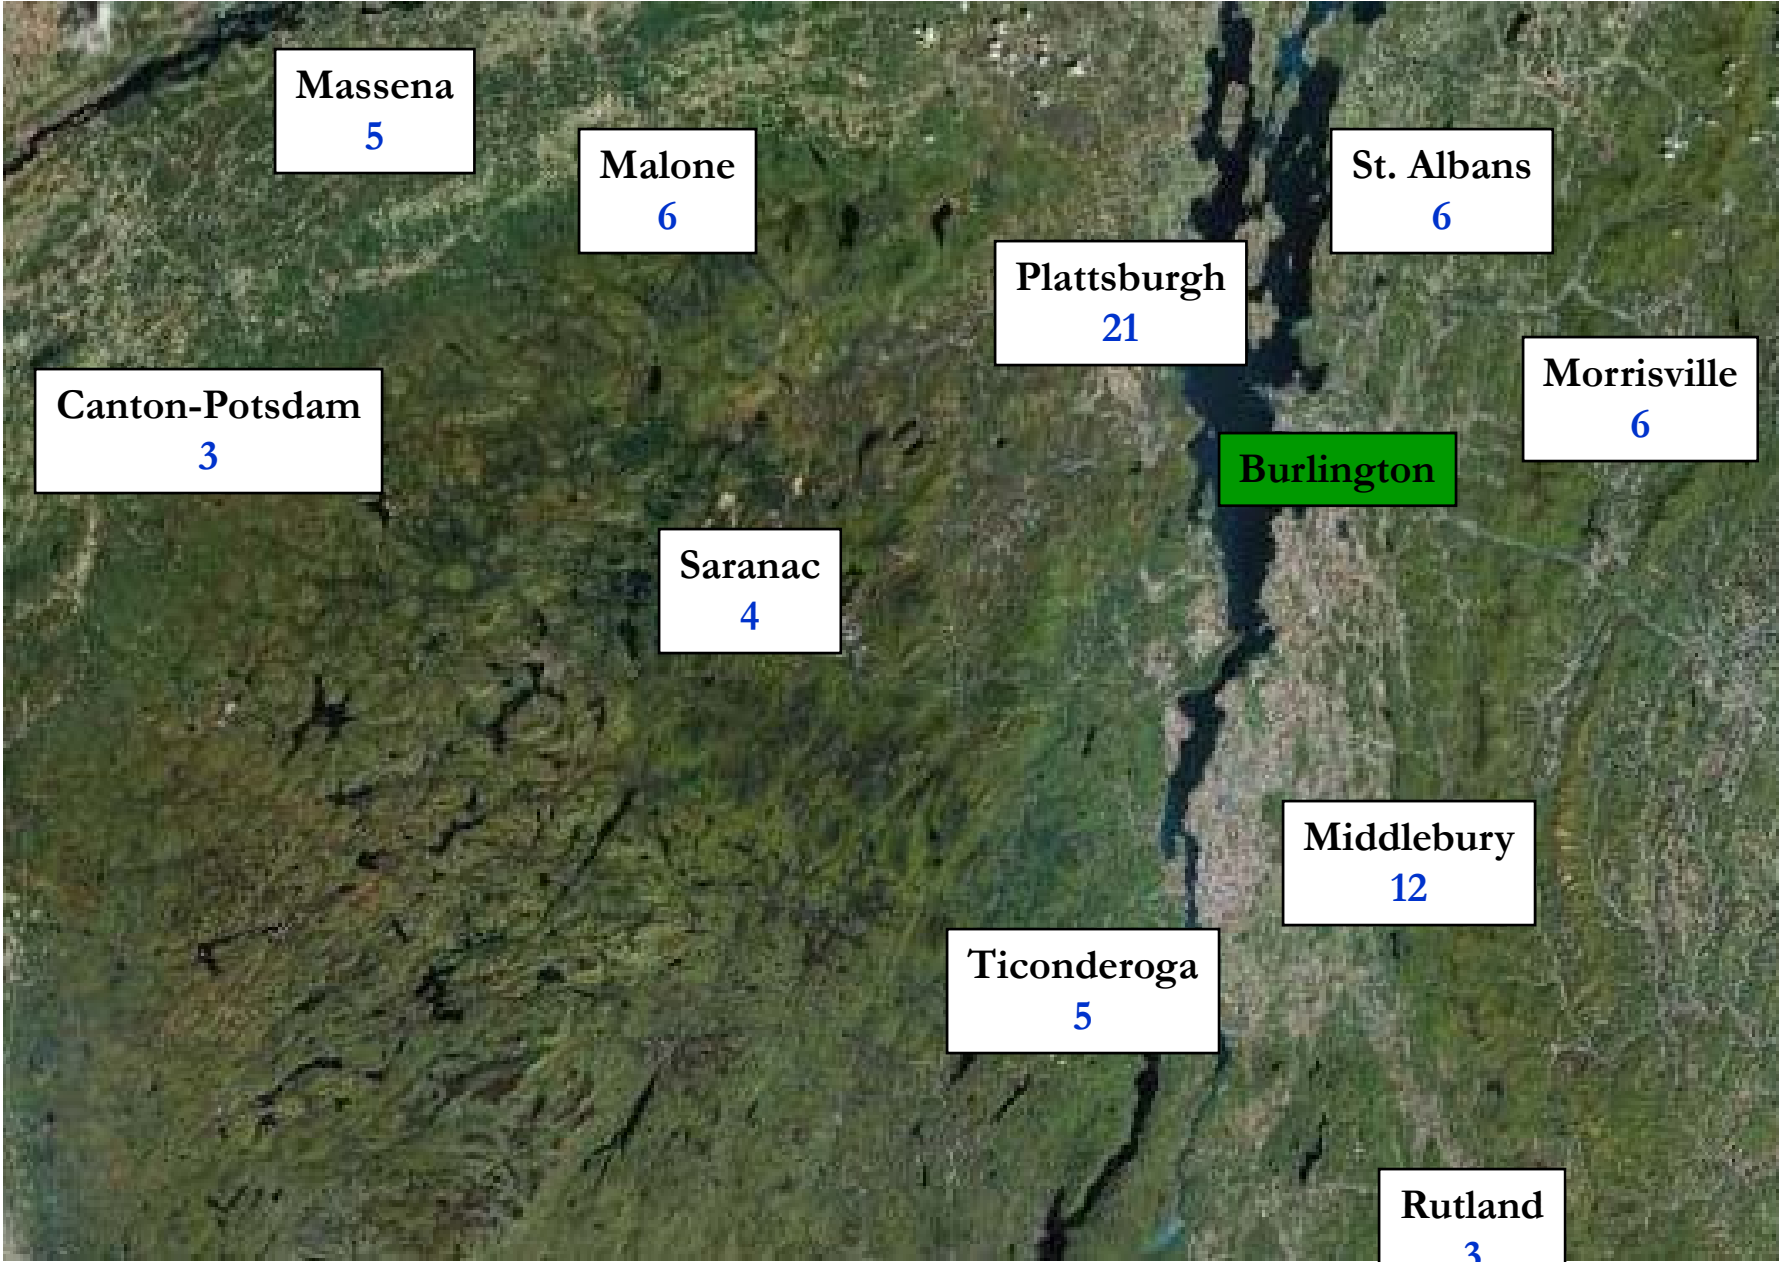 Massena
5
Malone
6
St. Albans
6
Plattsburgh
21
Morrisville
6
Canton-Potsdam
3
Burlington
Saranac
4
Middlebury
12
Ticonderoga
5
Rutland
3